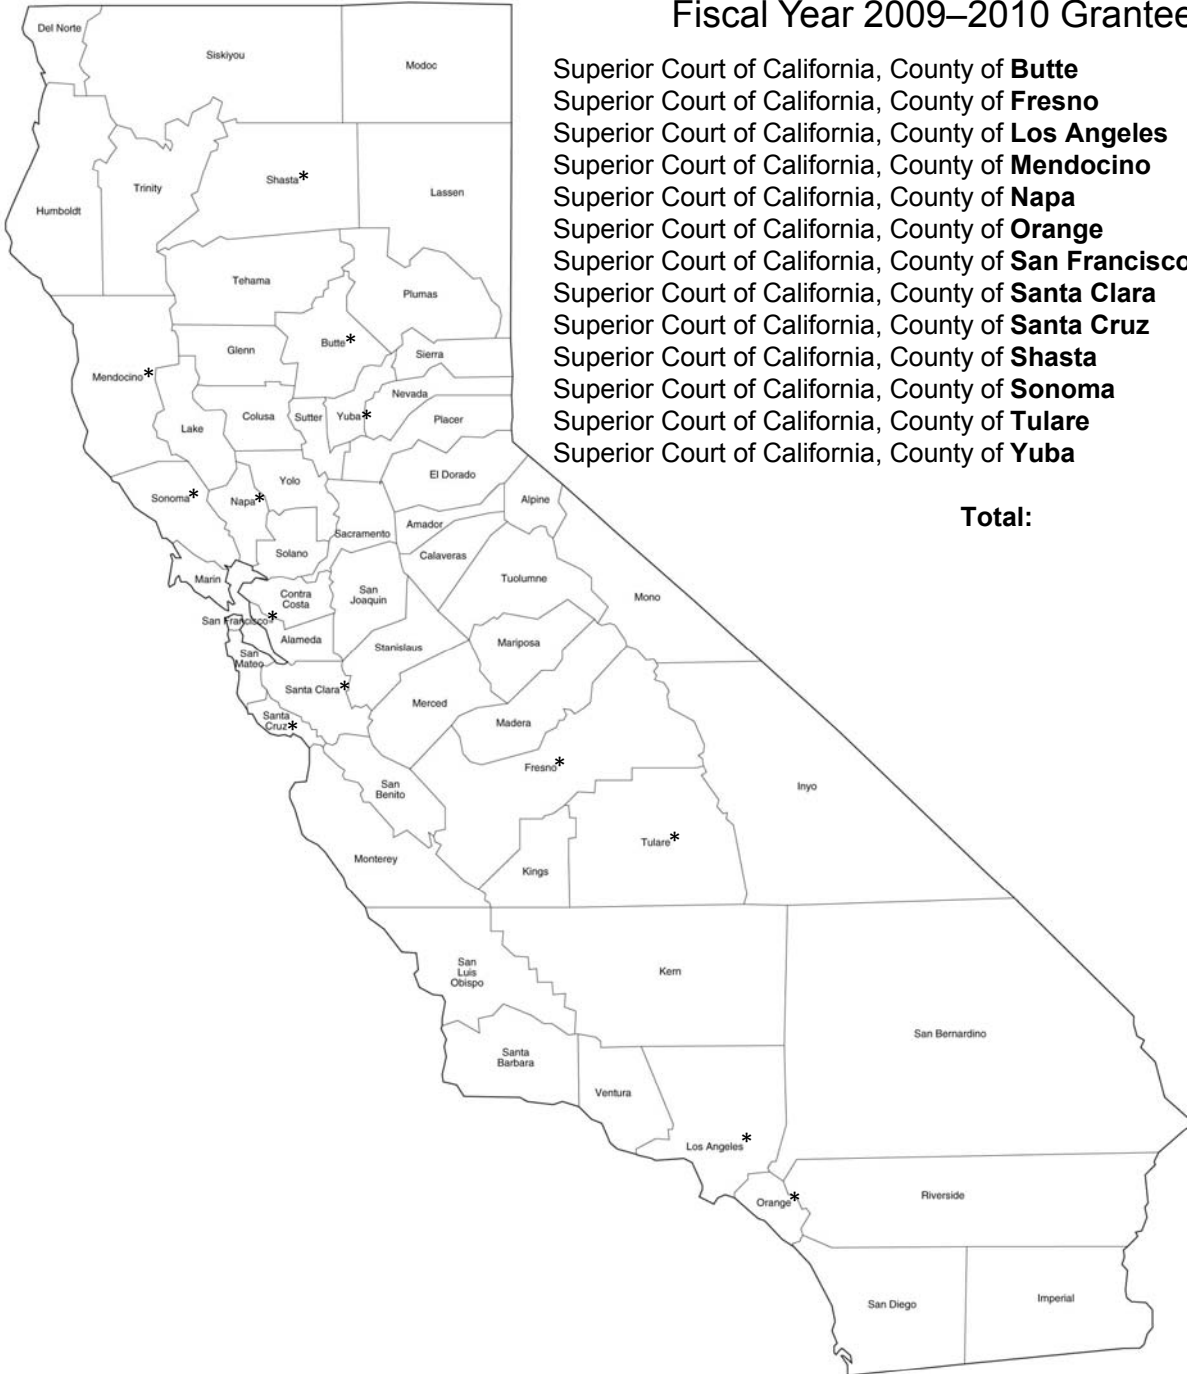 Fiscal Year 2009–2010 Grantee
Superior Court of California, County of Butte
Superior Court of California, County of Fresno
Superior Court of California, County of Los Angeles
Superior Court of California, County of Mendocino
Superior Court of California, County of Napa
Superior Court of California, County of Orange
Superior Court of California, County of San Francisco
Superior Court of California, County of Santa Clara
Superior Court of California, County of Santa Cruz
Superior Court of California, County of Shasta
Superior Court of California, County of Sonoma
Superior Court of California, County of Tulare
Superior Court of California, County of Yuba
Total:
Del Norte
Siskiyou
Modoc
Shasta*
Trinity
Lassen
Humboldt
Tehama
Plumas
Butte*
Glenn
Sierra
Mendocino*
Nevada
Colusa
Sutter
Yuba*
Placer
Lake
El Dorado
Yolo
Sonoma*
Napa*
Alpine
Amador
Sacramento
Solano
Calaveras
Marin
Tuolumne
Contra
Costa
San
Joaquin
Mono
San Francisco*
Alameda
Mariposa
Stanislaus
San
Mateo
Santa Clara*
Merced
Santa
Cruz*
Madera
Fresno*
San
Benito
Inyo
Tulare*
Monterey
Kings
San
Luis
Obispo
Kern
San Bernardino
Santa
Barbara
Ventura
Los Angeles*
Orange*
Riverside
San Diego
Imperial